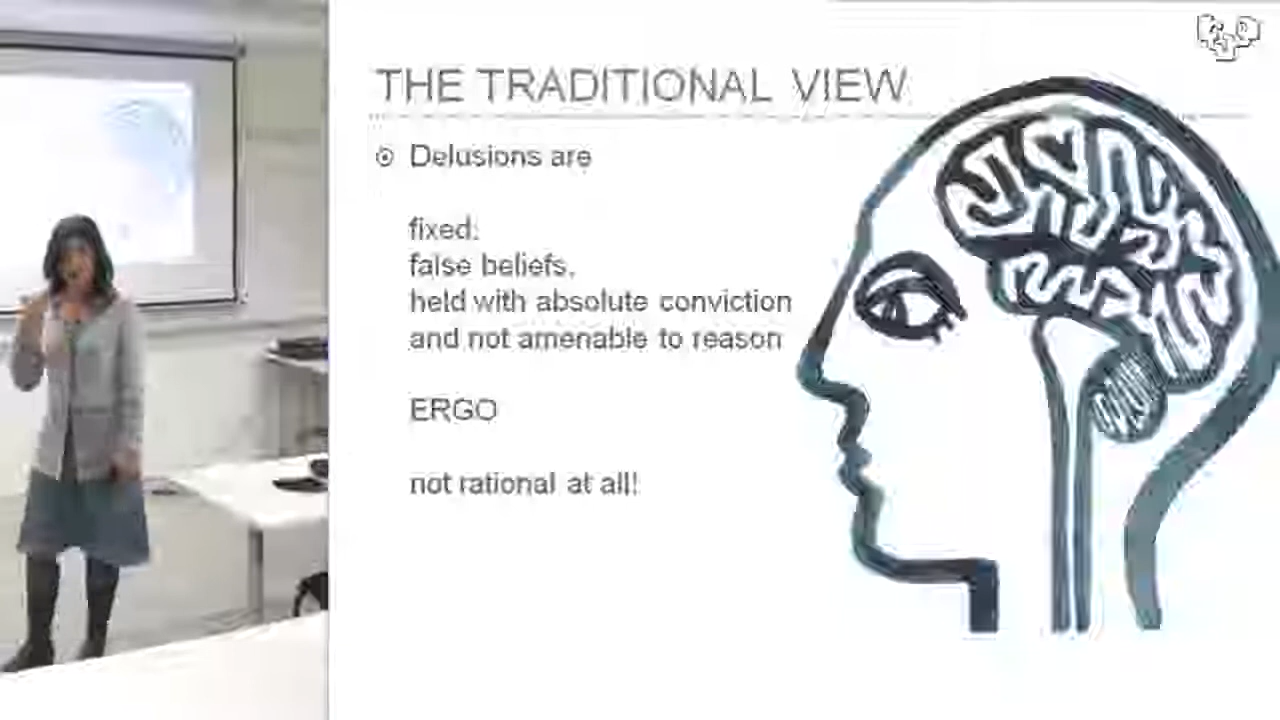 THE TRADITIONAL VIEW
Delusions are
fixed,
false beliefs,
held with absolute conviction
and not amenable to reason
ERGO
not rational at all!